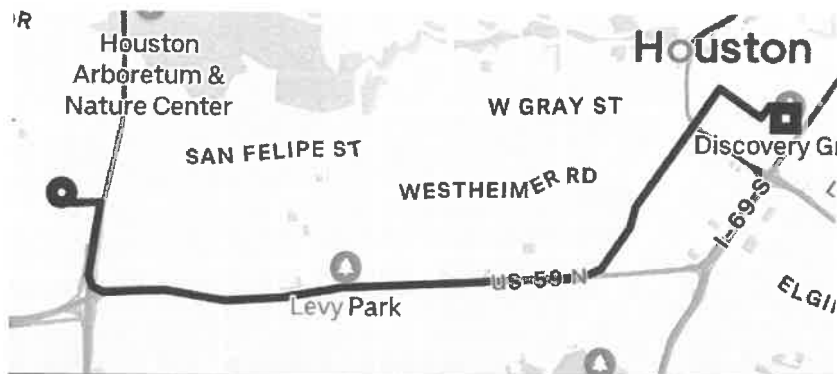 OR
Houston
Arboretum &
Nature Center
Houston
W GRAY ST
SAN FELIPE ST
Discovery Gr
WESTHEIMER RD
I-69-S
US-59 N
Levy Park
ELGI